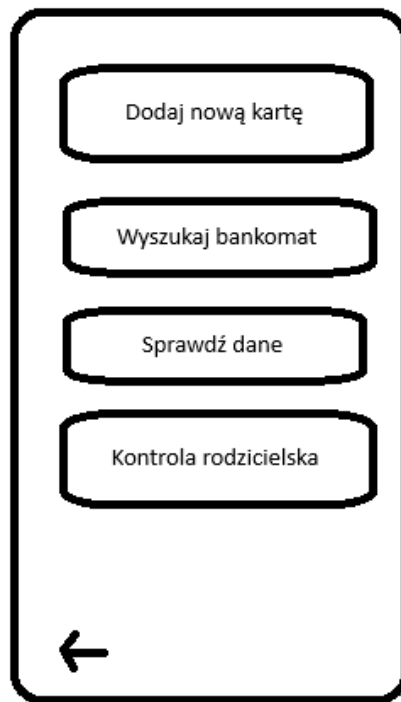 Dodaj nową kartę
Wyszukaj bankomat
Sprawdź dane
Kontrola rodzicielska